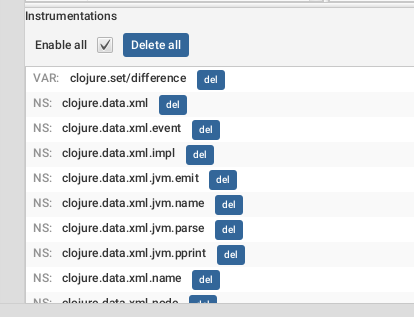 Instrumentations
Enable all Delete all
VAR: clojure.set/difference del
NS: clojure.data.xml del
NS: clojure.data.xml.event del
NS: clojure.data.xml.impl del
NS: clojure.data.xml.jvm.emit del
NS: clojure.data.xml.jvm.name del
NS: clojure.data.xml.jvm.parse del
NS: clojure.data.xml.jvm.pprint del
NS: clojure.data.xml.name del
NS: clojure.data.xml.node del